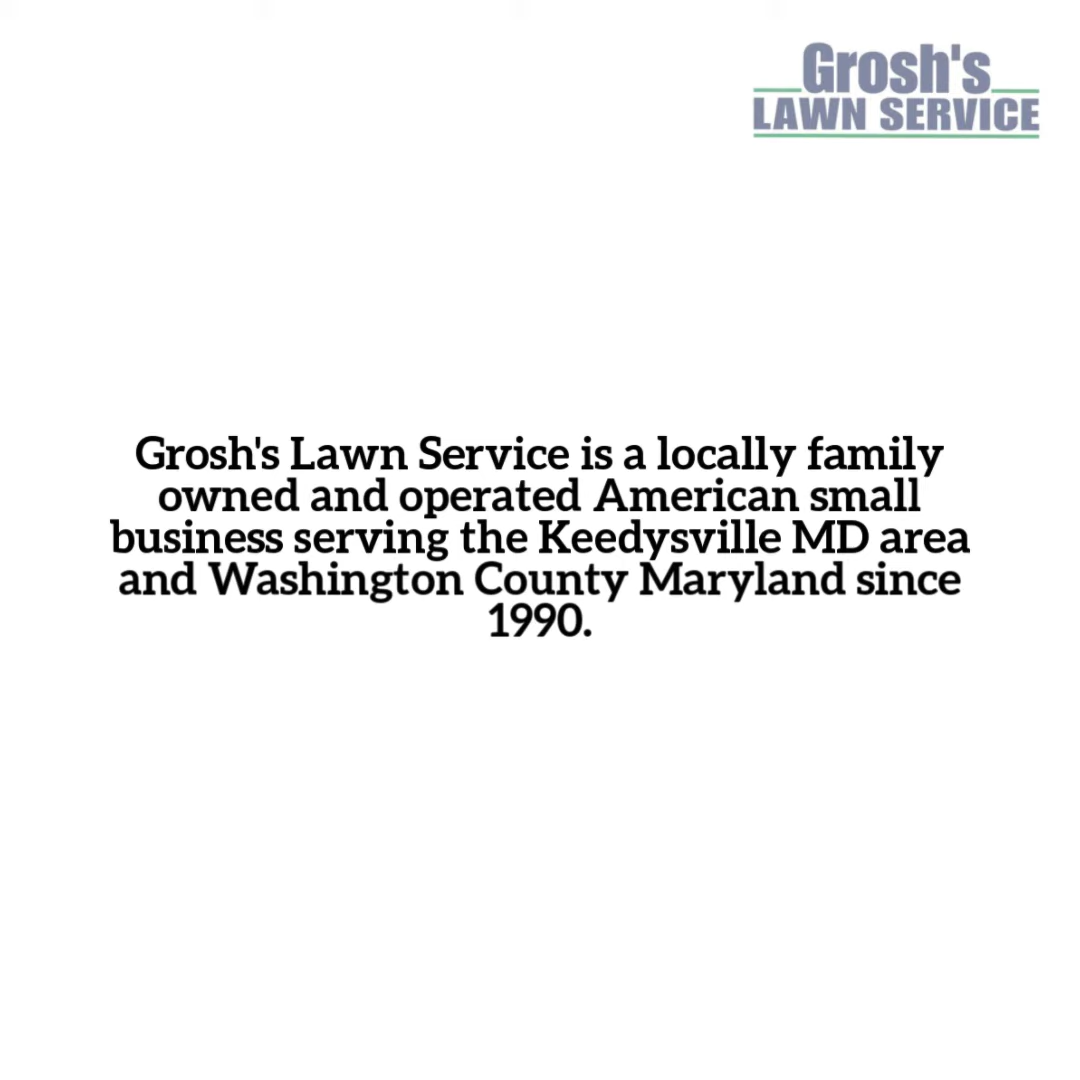 Grosh's
LAWN SERVICE
Grosh's Lawn Service is a locally family
owned and operated American small
business serving the Keedysville MD area
and Washington County Maryland since
1990.